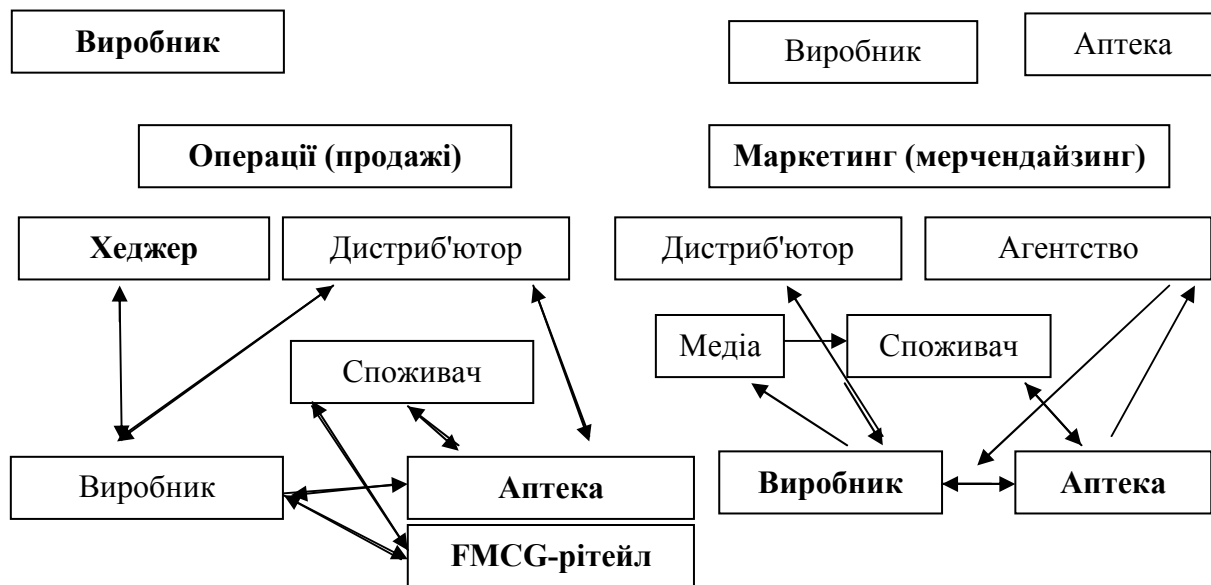 Виробник
Виробник
Аптека
Операції (продажі)
Маркетинг (мерчендайзинг)
Хеджер
Дистриб'ютор
Дистриб'ютор
Агентство
Споживач
Медіа
Споживач
Виробник
Аптека
Виробник
Аптека
FMCG-рітейл